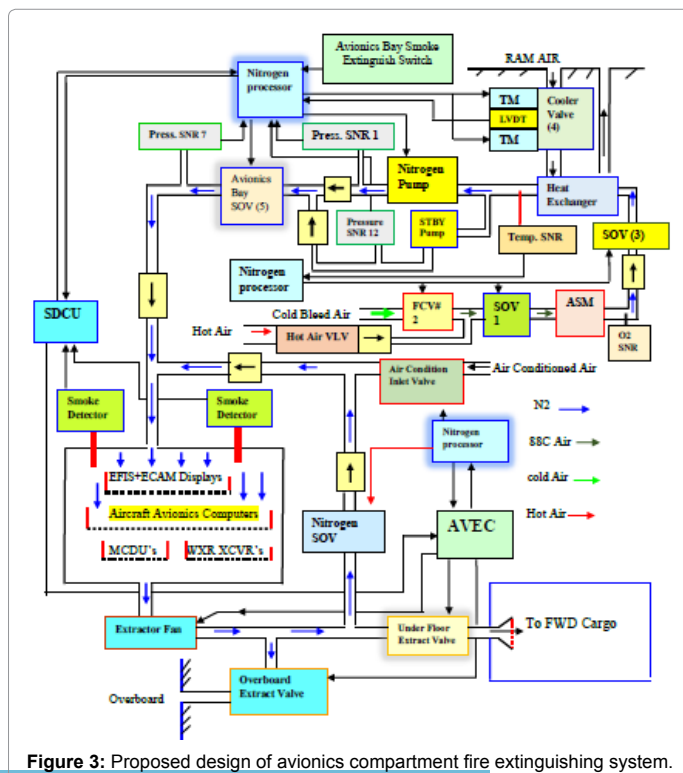 Avionics Bay Smoke
Extinguish Switch
RAM AIR
Nitrogen
processor
TM
LVDT
TM
Cooler
Valve
(4)
Press. SNR 7
Press. SNR 1
Avionics
Bay
SOV (5)
Nitrogen
Pump
Heat
Exchanger
Pressure
SNR 12
STBY
Pump
Temp. SNR
SOV (3)
Nitrogen
processor
SDCU
Cold Bleed Air
FCV#
2
SOV
1
ASM
Hot Air
Hot Air VLV
O2
SNR
Air Condition
Inlet Valve
Air Conditioned Air
Smoke
Detector
Smoke
Detector
N2
88C Air
cold Air
Hot Air
Nitrogen
processor
EFIS+ECAM Displays
Aircraft Avionics Computers
MCDU's
WXR XCVR's
Nitrogen
SOV
AVEC
Extractor Fan
Under Floor
Extract Valve
To FWD Cargo
Overboard
Overboard
Extract Valve
Figure 3: Proposed design of avionics compartment fire extinguishing system.